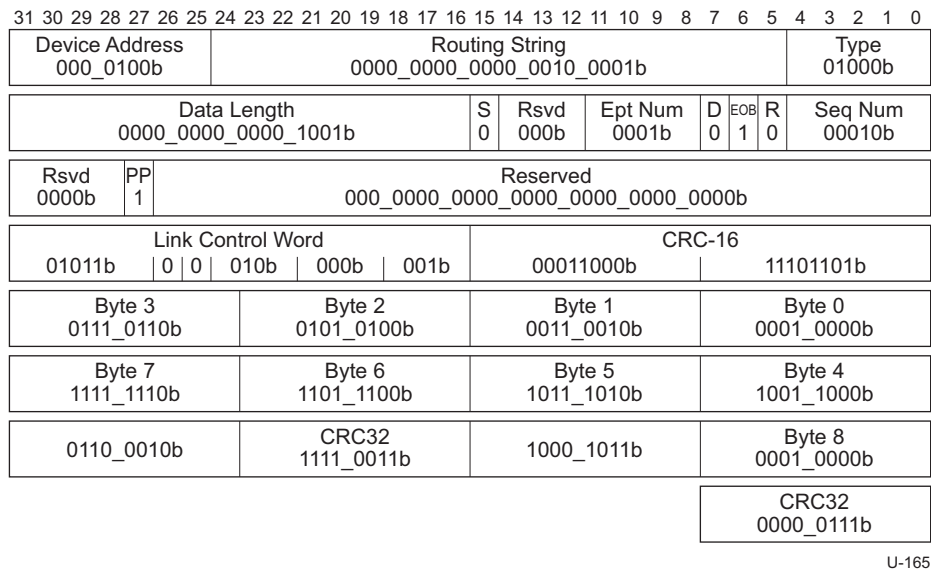 31 30 29 28 27 26 25 24 23 22 21 20 19 18 17 16 15 14 13 12 11 10 9 8 7 6 5 4 3 2 1 0
Device Address Routing String Type
000_0100b 0000_0000_0000_0010_0001b 01000b
Data Length S Rsvd Ept Num D EOB R Seq Num
0000_0000_0000_1001b 0 000b 0001b 0 1 0 00010b
Rsvd PP Reserved
0000b 1 000_0000_0000_0000_0000_0000_0000b
Link Control Word CRC-16
01011b 0 0 010b 000b 001b 00011000b 11101101b
Byte 3 Byte 2 Byte 1 Byte 0
0111_0110b 0101_0100b 0011_0010b 0001_0000b
Byte 7 Byte 6 Byte 5 Byte 4
1111_1110b 1101_1100b 1011_1010b 1001_1000b
CRC32 Byte 8
0110_0010b 1111_0011b 1000_1011b 0001_0000b
CRC32
0000_0111b
U-165